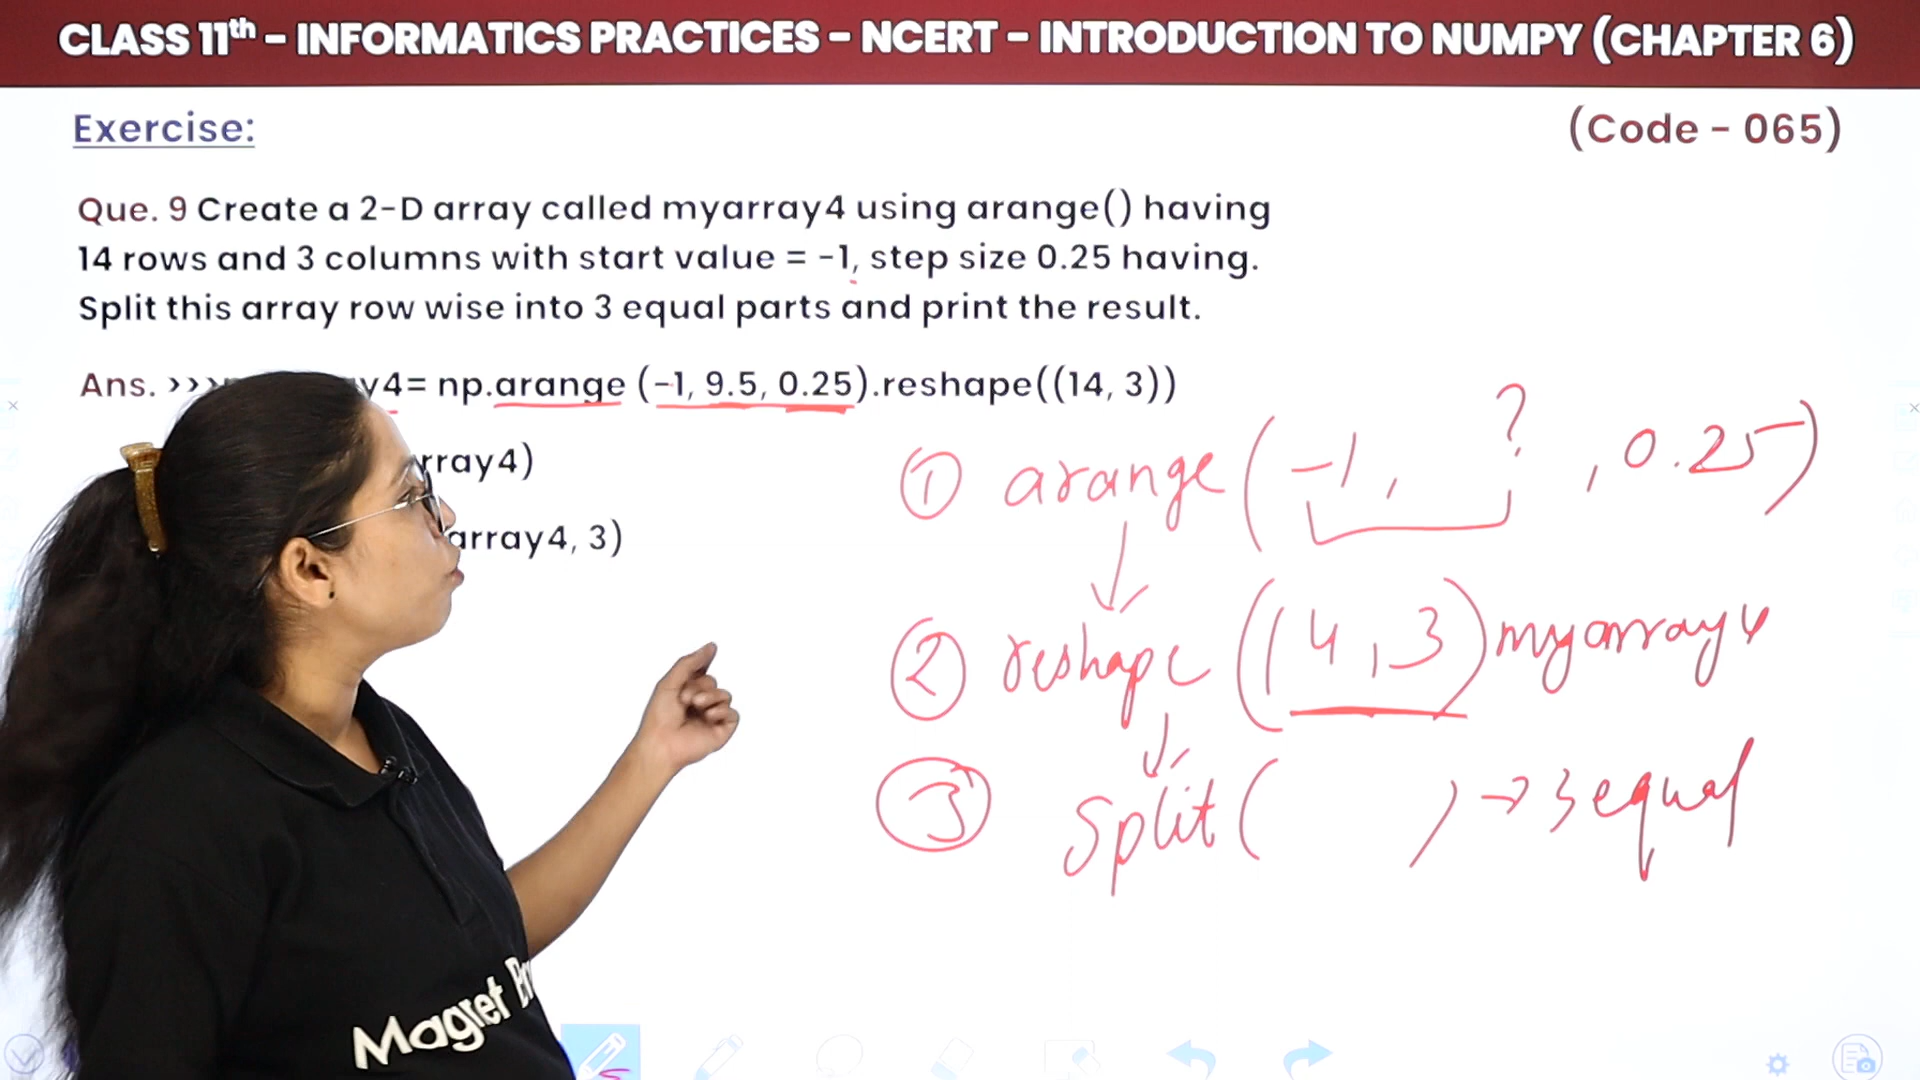 CLASS 11th - INFORMATICS PRACTICES - NCERT - INTRODUCTION TO NUMPY (CHAPTER 6)
Exercise:
(Code - 065)
Que. 9 Create a 2-D array called myarray4 using arange() having
14 rows and 3 columns with start value = -1, step size 0.25 having.
Split this array row wise into 3 equal parts and print the result.
Ans. >>> y4= np.arange (-1, 9.5, 0.25).reshape((14, 3))
rray4)
array4, 3)
① arange(-1, ? , 0.25)
② reshape((14,3) myarray4
③ Split( ) → 3 equal
Magnet Br